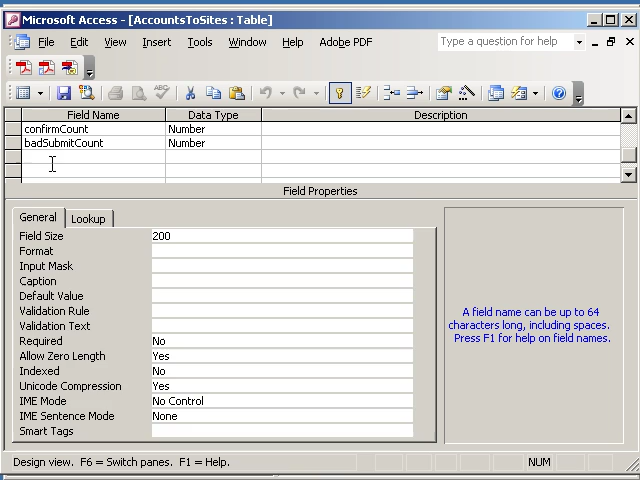 Microsoft Access - [AccountsToSites : Table]
File Edit View Insert Tools Window Help Adobe PDF Type a question for help
ABC
Field Name Data Type Description
confirmCount Number
badSubmitCount Number
Field Properties
General Lookup
Field Size 200
Format
Input Mask
Caption
Default Value
Validation Rule
Validation Text
Required No
Allow Zero Length Yes
Indexed No
Unicode Compression Yes
IME Mode No Control
IME Sentence Mode None
Smart Tags
A field name can be up to 64
characters long, including spaces.
Press F1 for help on field names.
Design view. F6 = Switch panes. F1 = Help. NUM